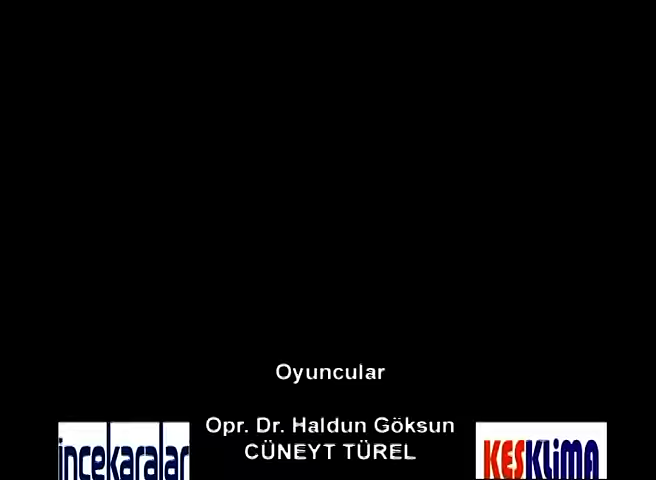 Oyuncular
Opr. Dr. Haldun Göksun
CÜNEYT TÜREL
incekaralar
KESKLiMA